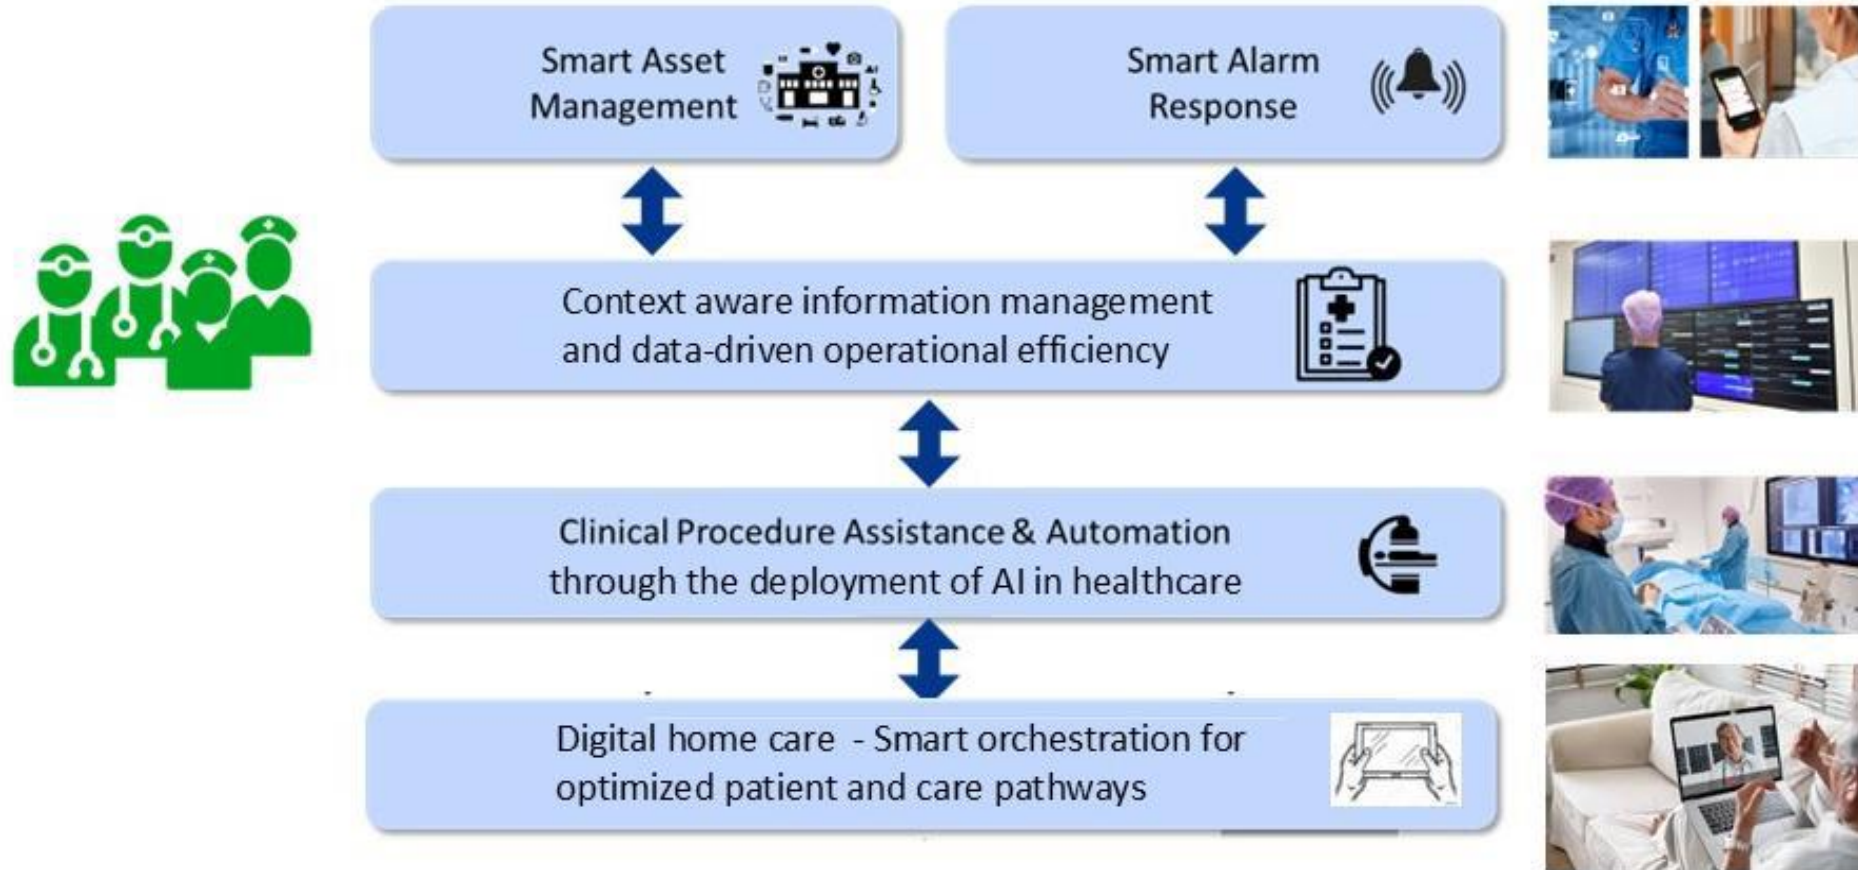 Smart Asset
Management
Smart Alarm
Response
Context aware information management
and data-driven operational efficiency
Clinical Procedure Assistance & Automation
through the deployment of AI in healthcare
Digital home care - Smart orchestration for
optimized patient and care pathways